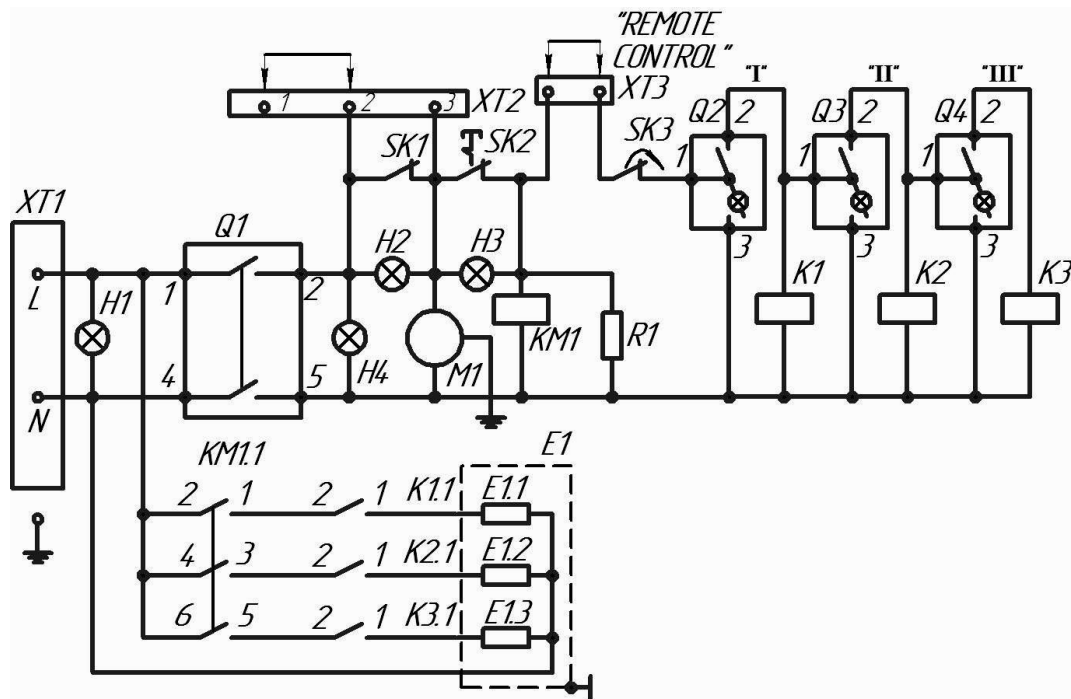 "REMOTE
CONTROL"
"I" "II" "III"
1 2 3 XT2
XT3
Q2 2 Q3 2 Q4 2
SK1 SK2 SK3
1 1 1
XT1
Q1
3 3 3
H2 H3
L H1 1 2
K1 K2 K3
KM1 R1
H4 M1
4 5
N
KM1.1 E1
2 1 2 1 K1.1 E1.1
4 3 2 1 K2.1 E1.2
6 5 2 1 K3.1 E1.3